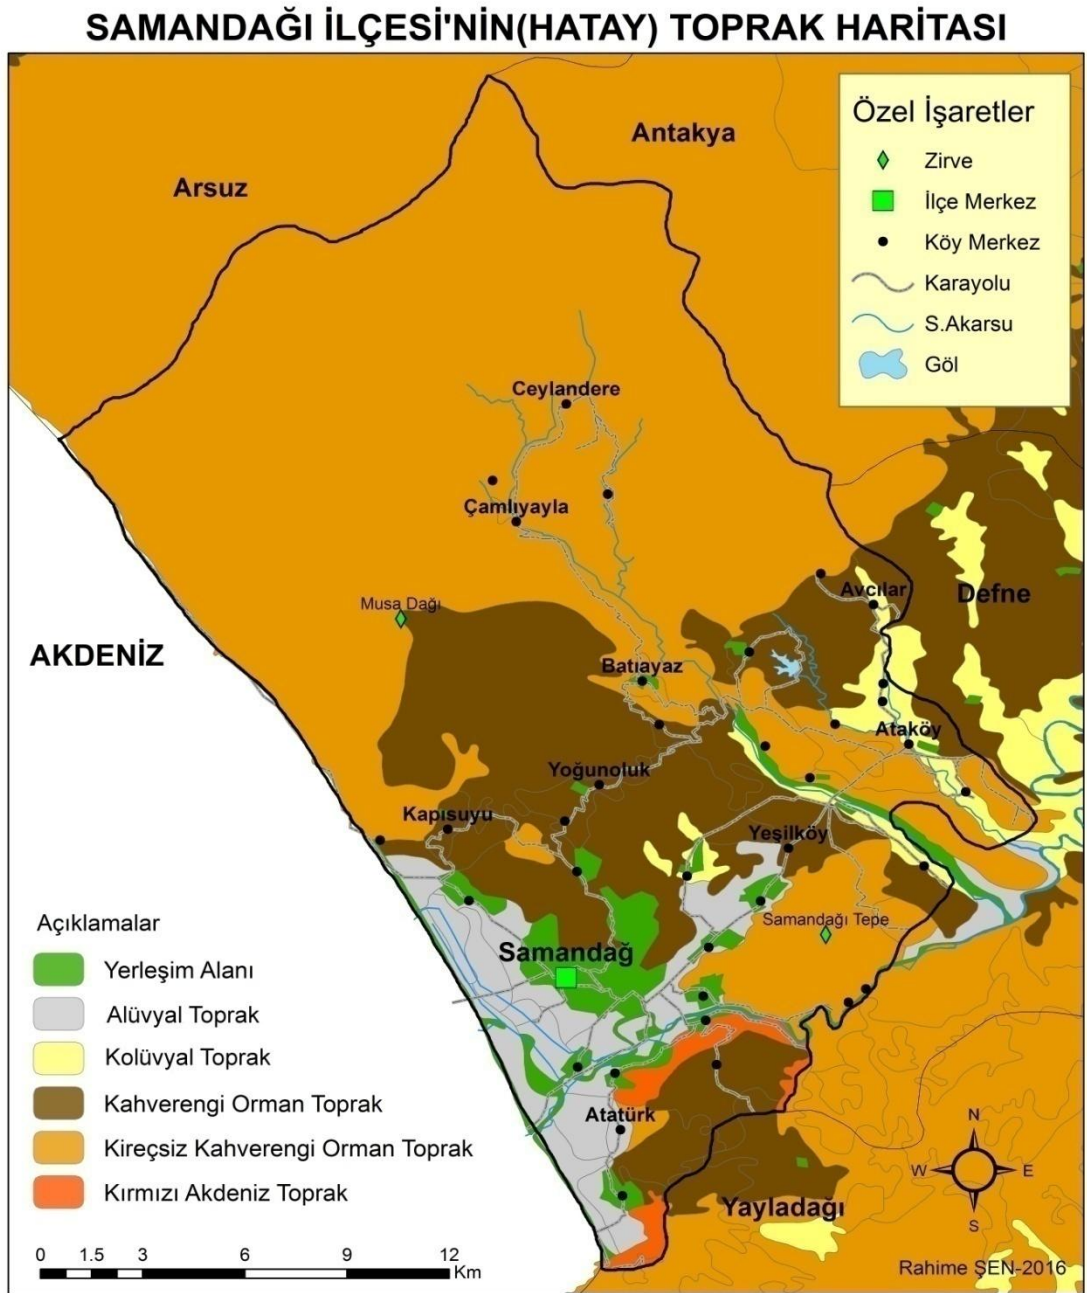 SAMANDAĞI İLÇESİ'NİN(HATAY) TOPRAK HARİTASI
Özel İşaretler
Zirve
İlçe Merkez
Köy Merkez
Karayolu
S.Akarsu
Göl
Antakya
Arsuz
Ceylandere
Çamlıyayla
Musa Dağı
Avcılar
Defne
AKDENİZ
Batıayaz
Ataköy
Yoğunoluk
Kapısuyu
Yeşilköy
Samandağı Tepe
Samandağ
Atatürk
Yayladağı
Açıklamalar
Yerleşim Alanı
Alüvyal Toprak
Kolüvyal Toprak
Kahverengi Orman Toprak
Kireçsiz Kahverengi Orman Toprak
Kırmızı Akdeniz Toprak
N
W E
S
0 1.5 3 6 9 12
Km
Rahime ŞEN-2016